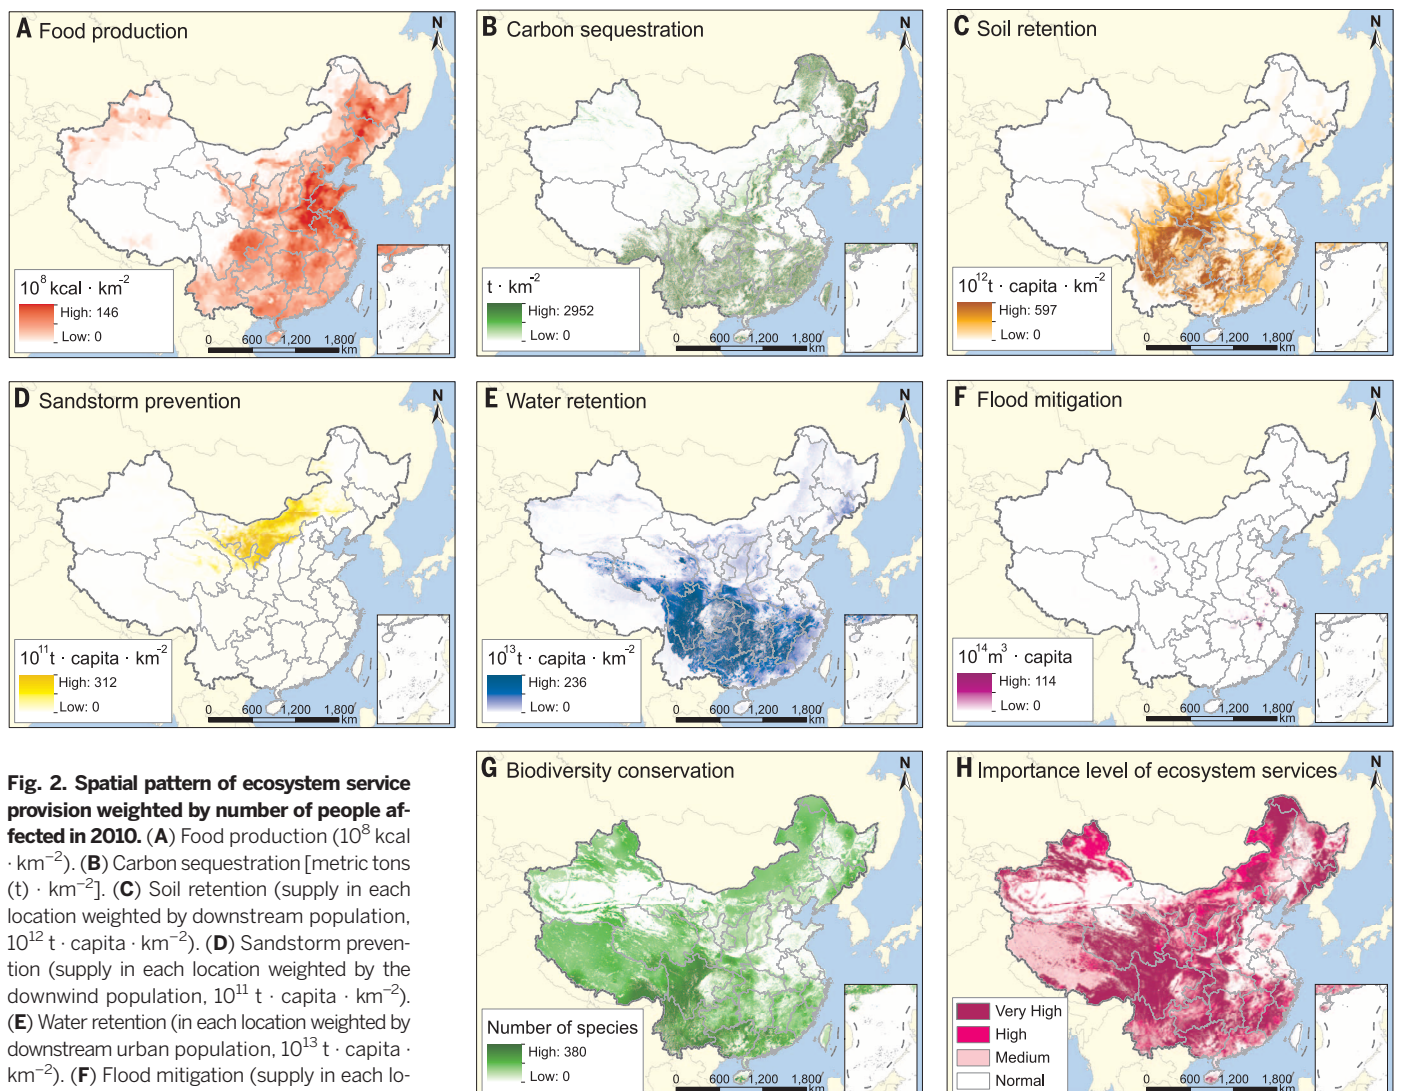 A Food production
N
10⁸ kcal · km⁻²
High: 146
Low: 0
0 600 1,200 1,800
km
B Carbon sequestration
N
t · km⁻²
High: 2952
Low: 0
0 600 1,200 1,800
km
C Soil retention
N
10¹² t · capita · km⁻²
High: 597
Low: 0
0 600 1,200 1,800
km
D Sandstorm prevention
N
10¹¹ t · capita · km⁻²
High: 312
Low: 0
0 600 1,200 1,800
km
E Water retention
N
10¹³ t · capita · km⁻²
High: 236
Low: 0
0 600 1,200 1,800
km
F Flood mitigation
N
10¹⁴ m³ · capita
High: 114
Low: 0
0 600 1,200 1,800
km
Fig. 2. Spatial pattern of ecosystem service
provision weighted by number of people af-
fected in 2010. (A) Food production (10⁸ kcal
· km⁻²). (B) Carbon sequestration [metric tons
(t) · km⁻²]. (C) Soil retention (supply in each
location weighted by downstream population,
10¹² t · capita · km⁻²). (D) Sandstorm preven-
tion (supply in each location weighted by the
downwind population, 10¹¹ t · capita · km⁻²).
(E) Water retention (in each location weighted by
downstream urban population, 10¹³ t · capita ·
km⁻²). (F) Flood mitigation (supply in each lo-
G Biodiversity conservation
N
Number of species
High: 380
Low: 0
0 600 1,200 1,800
km
H Importance level of ecosystem services
N
Very High
High
Medium
Normal
0 600 1,200 1,800
km